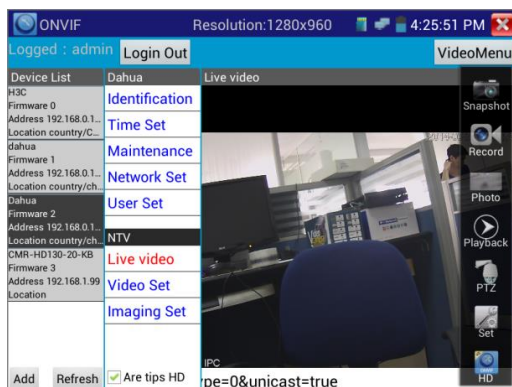 ONVIF Resolution:1280x960 4:25:51 PM
Logged : admin Login Out VideoMenu
Device List
H3C
Firmware 0
Address 192.168.0.1...
Location country/C...
dahua
Firmware 1
Address 192.168.0.1...
Location country/ch...
Dahua
Firmware 2
Address 192.168.0.1...
Location country/ch...
CMR-HD130-20-KB
Firmware 3
Address 192.168.1.99
Location
Add Refresh
Dahua
Identification
Time Set
Maintenance
Network Set
User Set
NTV
Live video
Video Set
Imaging Set
Are tips HD
Live video
IPC
pe=0&unicast=true
Snapshot
Record
Photo
Playback
PTZ
Set
ONVIF
HD